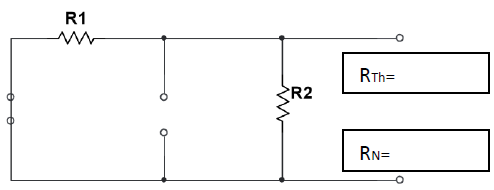 R1
R2
RTh=
RN=